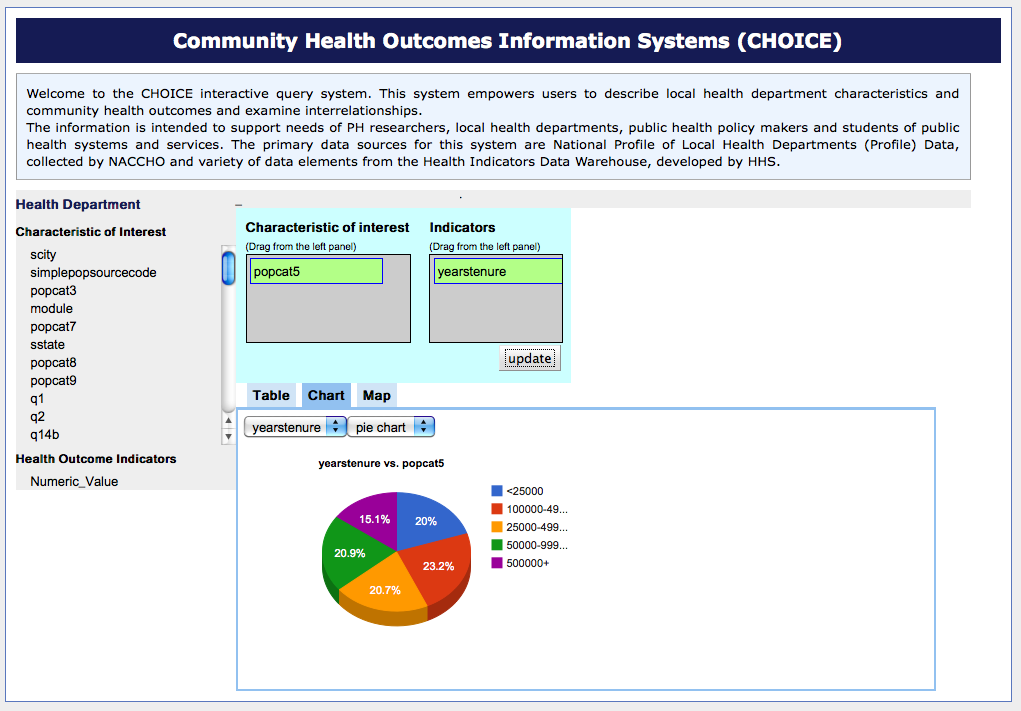 Community Health Outcomes Information Systems (CHOICE)
Welcome to the CHOICE interactive query system. This system empowers users to describe local health department characteristics and
community health outcomes and examine interrelationships.
The information is intended to support needs of PH researchers, local health departments, public health policy makers and students of public
health systems and services. The primary data sources for this system are National Profile of Local Health Departments (Profile) Data,
collected by NACCHO and variety of data elements from the Health Indicators Data Warehouse, developed by HHS.
Health Department
Characteristic of Interest
scity
simplepopsourcecode
popcat3
module
popcat7
sstate
popcat8
popcat9
q1
q2
q14b
Health Outcome Indicators
Numeric_Value
Characteristic of interest
(Drag from the left panel)
popcat5
Indicators
(Drag from the left panel)
yearstenure
update
Table Chart Map
yearstenure pie chart
yearstenure vs. popcat5
15.1%
20%
20.9%
23.2%
20.7%
<25000
100000-49...
25000-499...
50000-999...
500000+